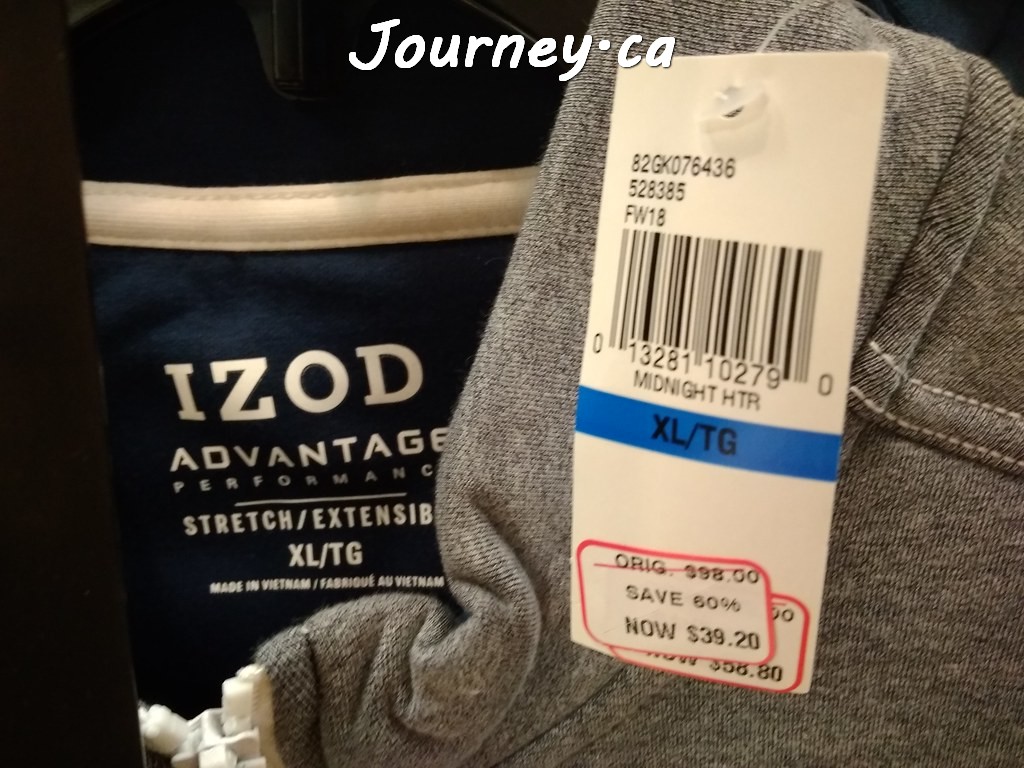 Journey.ca
IZOD
ADVANTAGE
PERFORMANC
STRETCH/EXTENSIB
XL/TG
MADE IN VIETNAM / FABRIQUÉ AU VIETNAM
82GK076436
528385
FW18
0 13281 10279 0
MIDNIGHT HTR
XL/TG
ORIG. $98.00
SAVE 60%
NOW $39.20
NOW $58.80